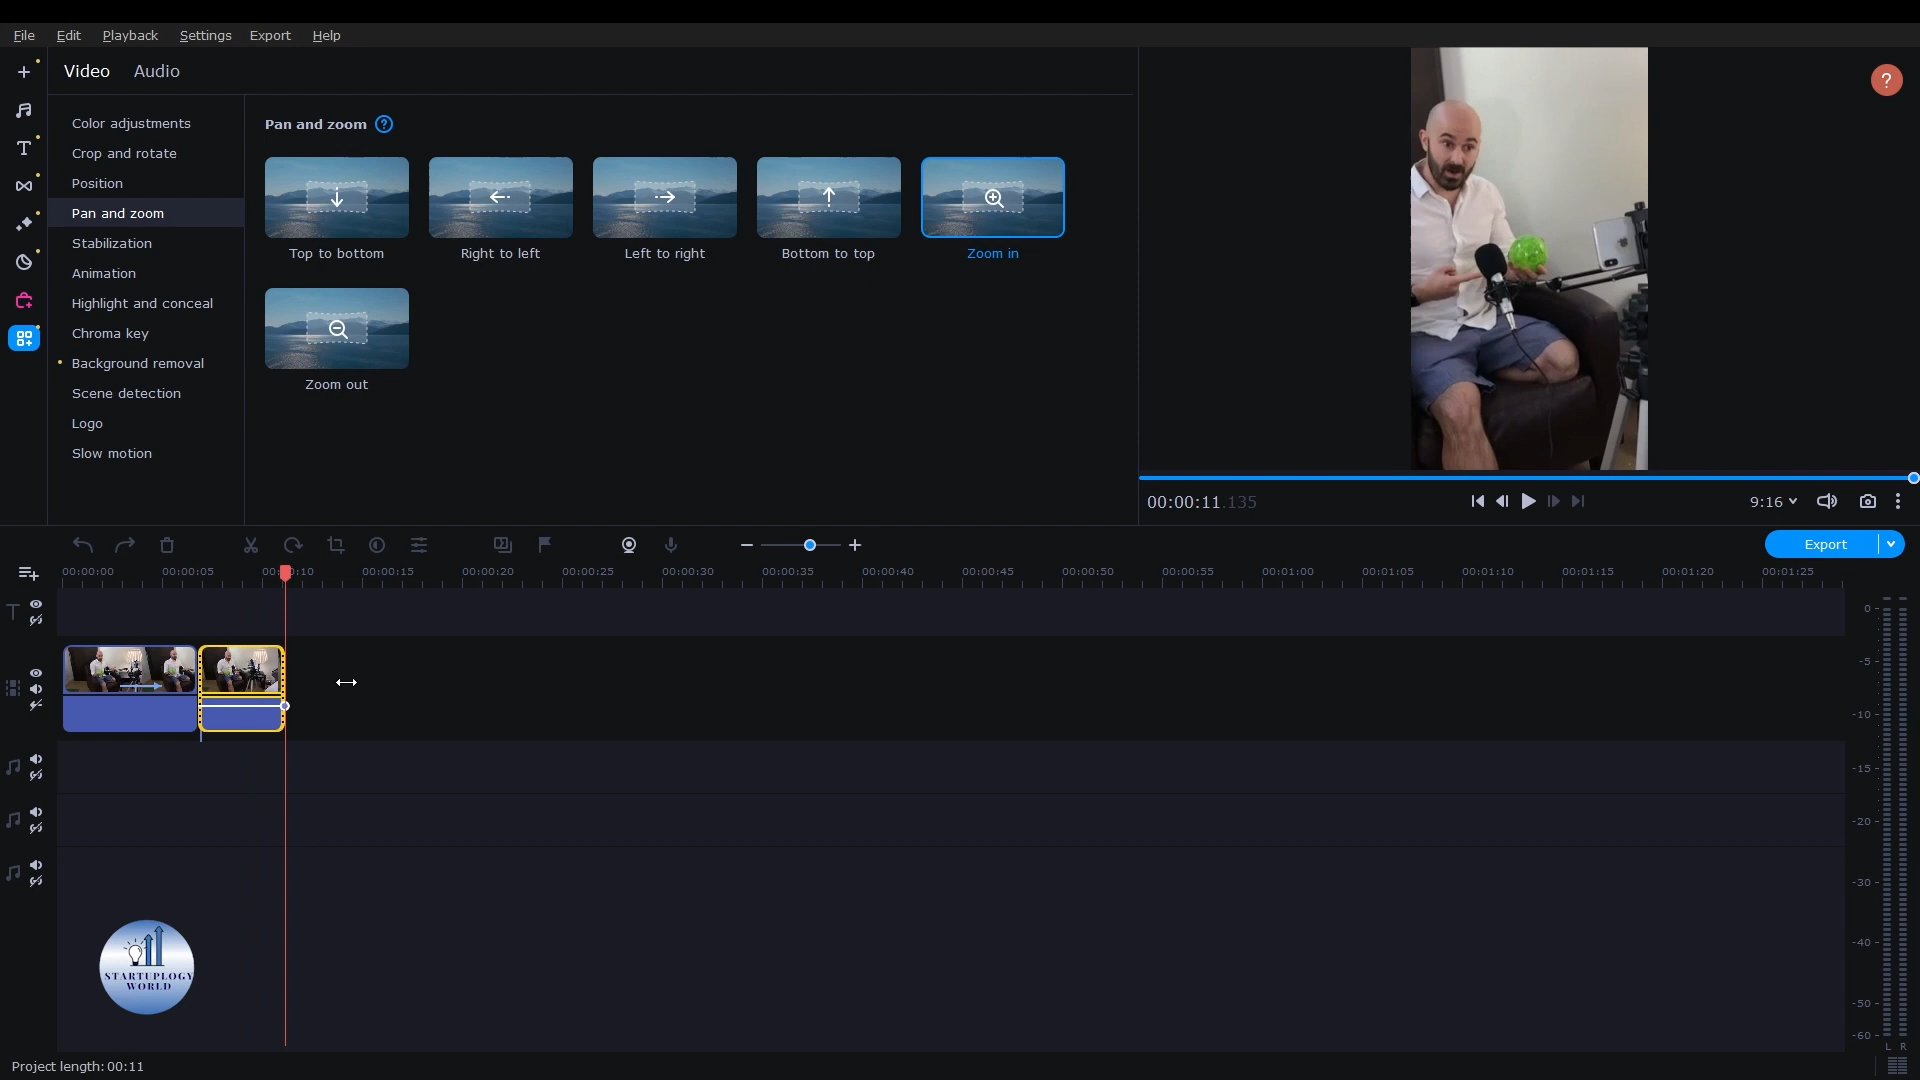 File Edit Playback Settings Export Help
Video Audio
Color adjustments
Crop and rotate
Position
Pan and zoom
Stabilization
Animation
Highlight and conceal
Chroma key
Background removal
Scene detection
Logo
Slow motion
Pan and zoom ?
Top to bottom
Right to left
Left to right
Bottom to top
Zoom in
Zoom out
?
00:00:11.135
9:16
Export
00:00:00 00:00:05 00:00:15 00:00:20 00:00:25 00:00:30 00:00:35 00:00:40 00:00:45 00:00:50 00:00:55 00:01:00 00:01:05 00:01:10 00:01:15 00:01:20 00:01:25
0
-5
-10
-15
-20
-30
-40
-50
-60
L R
STARTUPLOGY
WORLD
Project length: 00:11